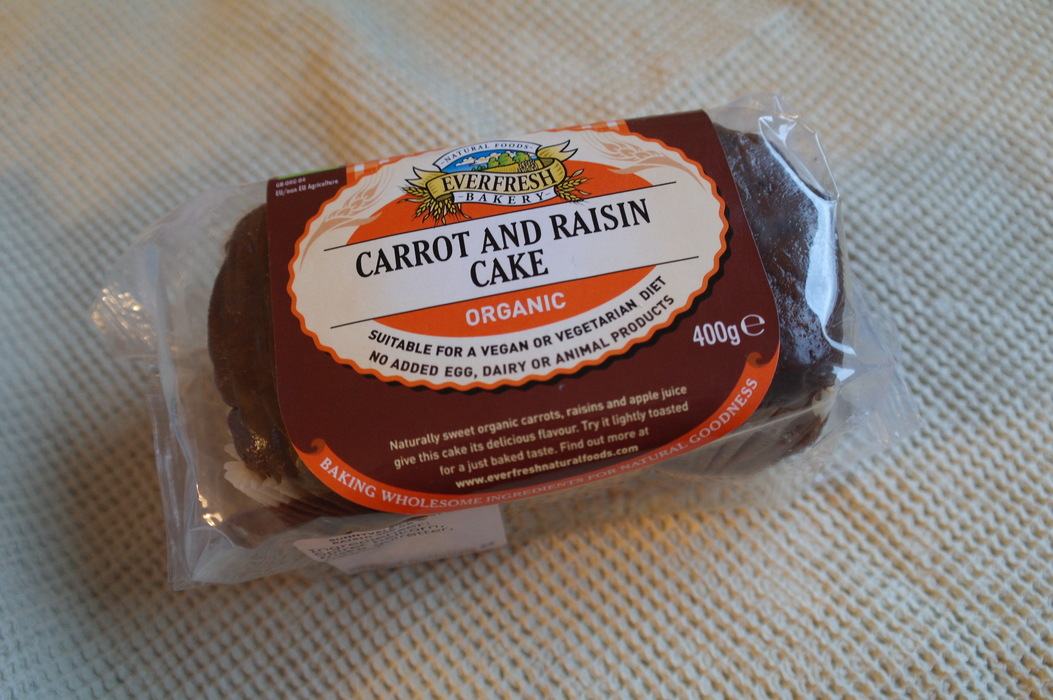 GB-ORG-04
EU/non EU Agriculture
NATURAL FOODS
EVERFRESH
BAKERY
CARROT AND RAISIN
CAKE
ORGANIC
SUITABLE FOR A VEGAN OR VEGETARIAN DIET
NO ADDED EGG, DAIRY OR ANIMAL PRODUCTS
400g℮
Naturally sweet organic carrots, raisins and apple juice
give this cake its delicious flavour. Try it lightly toasted
for a just baked taste. Find out more at
www.everfreshnaturalfoods.com
BAKING WHOLESOME INGREDIENTS FOR NATURAL GOODNESS